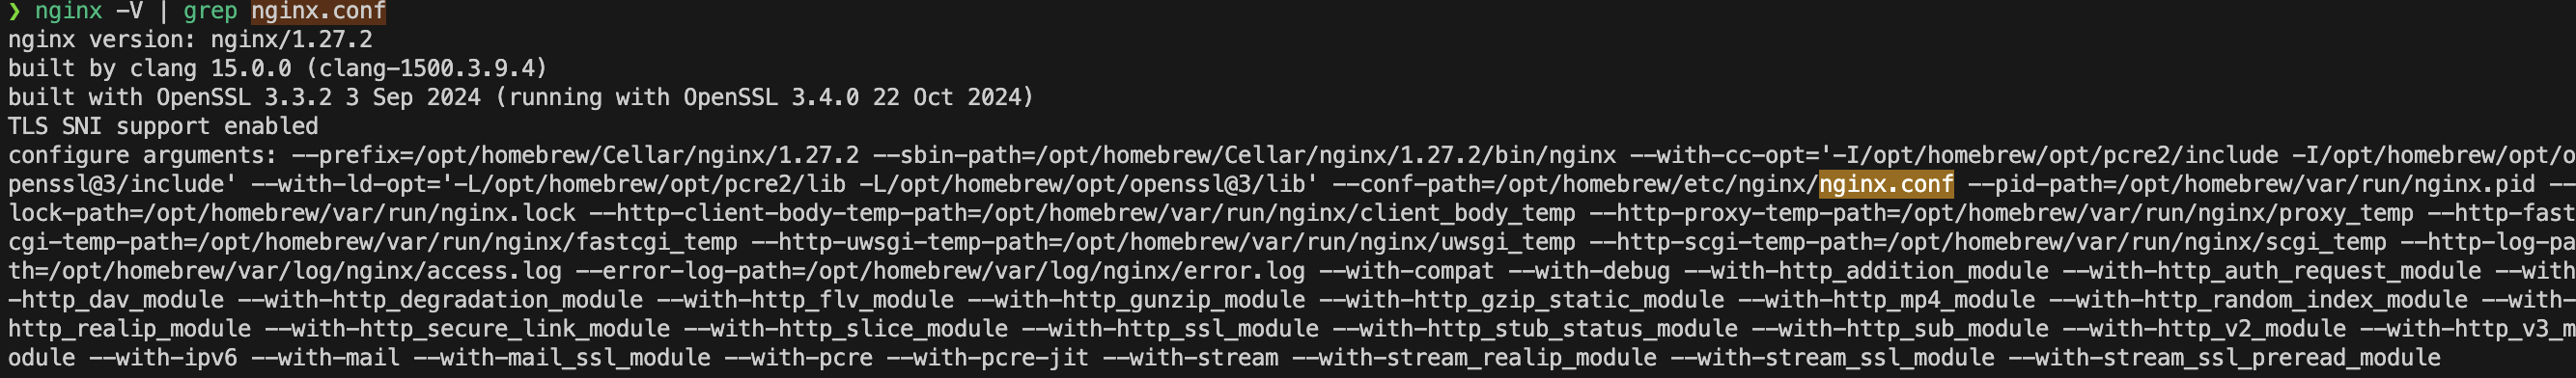 ❯ nginx -V | grep nginx.conf
nginx version: nginx/1.27.2
built by clang 15.0.0 (clang-1500.3.9.4)
built with OpenSSL 3.3.2 3 Sep 2024 (running with OpenSSL 3.4.0 22 Oct 2024)
TLS SNI support enabled
configure arguments: --prefix=/opt/homebrew/Cellar/nginx/1.27.2 --sbin-path=/opt/homebrew/Cellar/nginx/1.27.2/bin/nginx --with-cc-opt='-I/opt/homebrew/opt/pcre2/include -I/opt/homebrew/opt/o
penssl@3/include' --with-ld-opt='-L/opt/homebrew/opt/pcre2/lib -L/opt/homebrew/opt/openssl@3/lib' --conf-path=/opt/homebrew/etc/nginx/nginx.conf --pid-path=/opt/homebrew/var/run/nginx.pid --
lock-path=/opt/homebrew/var/run/nginx.lock --http-client-body-temp-path=/opt/homebrew/var/run/nginx/client_body_temp --http-proxy-temp-path=/opt/homebrew/var/run/nginx/proxy_temp --http-fast
cgi-temp-path=/opt/homebrew/var/run/nginx/fastcgi_temp --http-uwsgi-temp-path=/opt/homebrew/var/run/nginx/uwsgi_temp --http-scgi-temp-path=/opt/homebrew/var/run/nginx/scgi_temp --http-log-pa
th=/opt/homebrew/var/log/nginx/access.log --error-log-path=/opt/homebrew/var/log/nginx/error.log --with-compat --with-debug --with-http_addition_module --with-http_auth_request_module --with
-http_dav_module --with-http_degradation_module --with-http_flv_module --with-http_gunzip_module --with-http_gzip_static_module --with-http_mp4_module --with-http_random_index_module --with-
http_realip_module --with-http_secure_link_module --with-http_slice_module --with-http_ssl_module --with-http_stub_status_module --with-http_sub_module --with-http_v2_module --with-http_v3_m
odule --with-ipv6 --with-mail --with-mail_ssl_module --with-pcre --with-pcre-jit --with-stream --with-stream_realip_module --with-stream_ssl_module --with-stream_ssl_preread_module